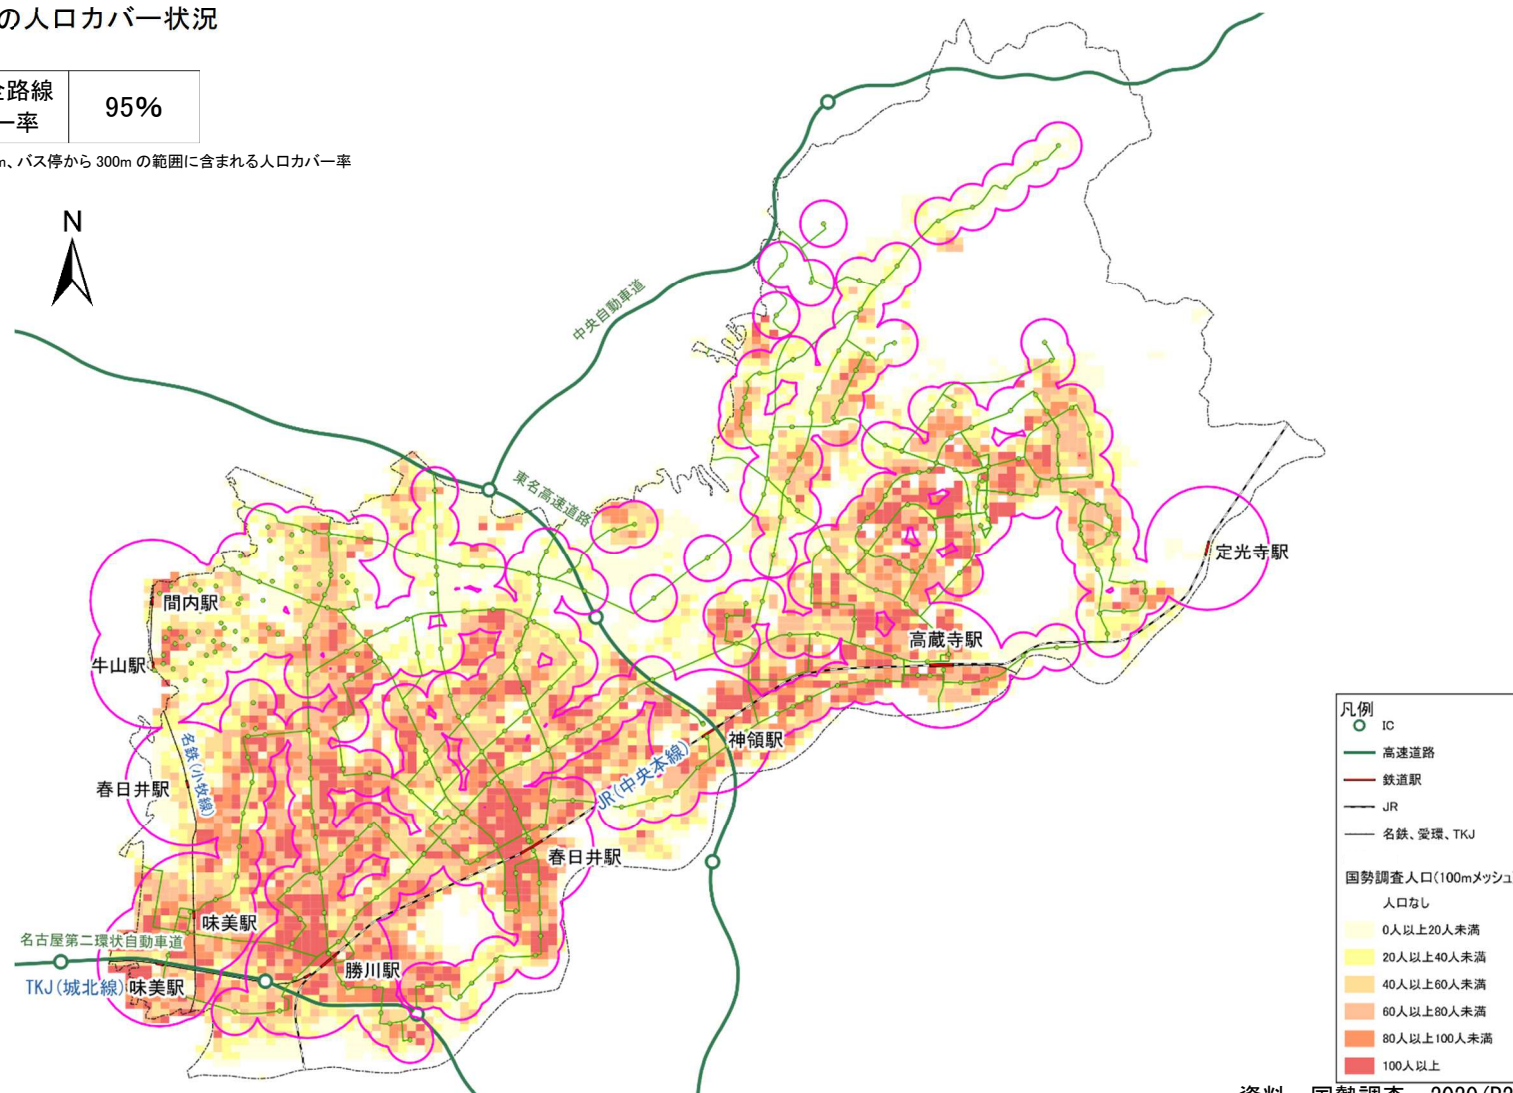 の人口カバー状況
全路線
ー率
95%
m、バス停から 300m の範囲に含まれる人口カバー率
N
中央自動車道
東名高速道路
定光寺駅
間内駅
牛山駅
高蔵寺駅
名鉄(小牧線)
神領駅
JR(中央本線)
春日井駅
春日井駅
味美駅
名古屋第二環状自動車道
勝川駅
TKJ(城北線)
味美駅
凡例
IC
高速道路
鉄道駅
JR
名鉄、愛環、TKJ
国勢調査人口(100mメッシュ
人口なし
0人以上20人未満
20人以上40人未満
40人以上60人未満
60人以上80人未満
80人以上100人未満
100人以上